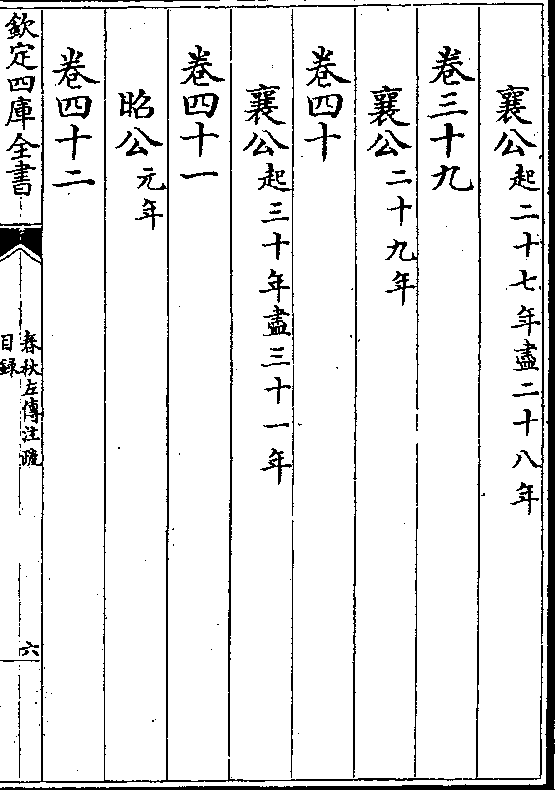 襄公起二十七年盡二十八年
卷三十九
襄公二十九年
卷四十
襄公起三十年盡三十一年
卷四十一
昭公元年
卷四十二
欽定四庫全書
春秋左傳注疏
目録
六